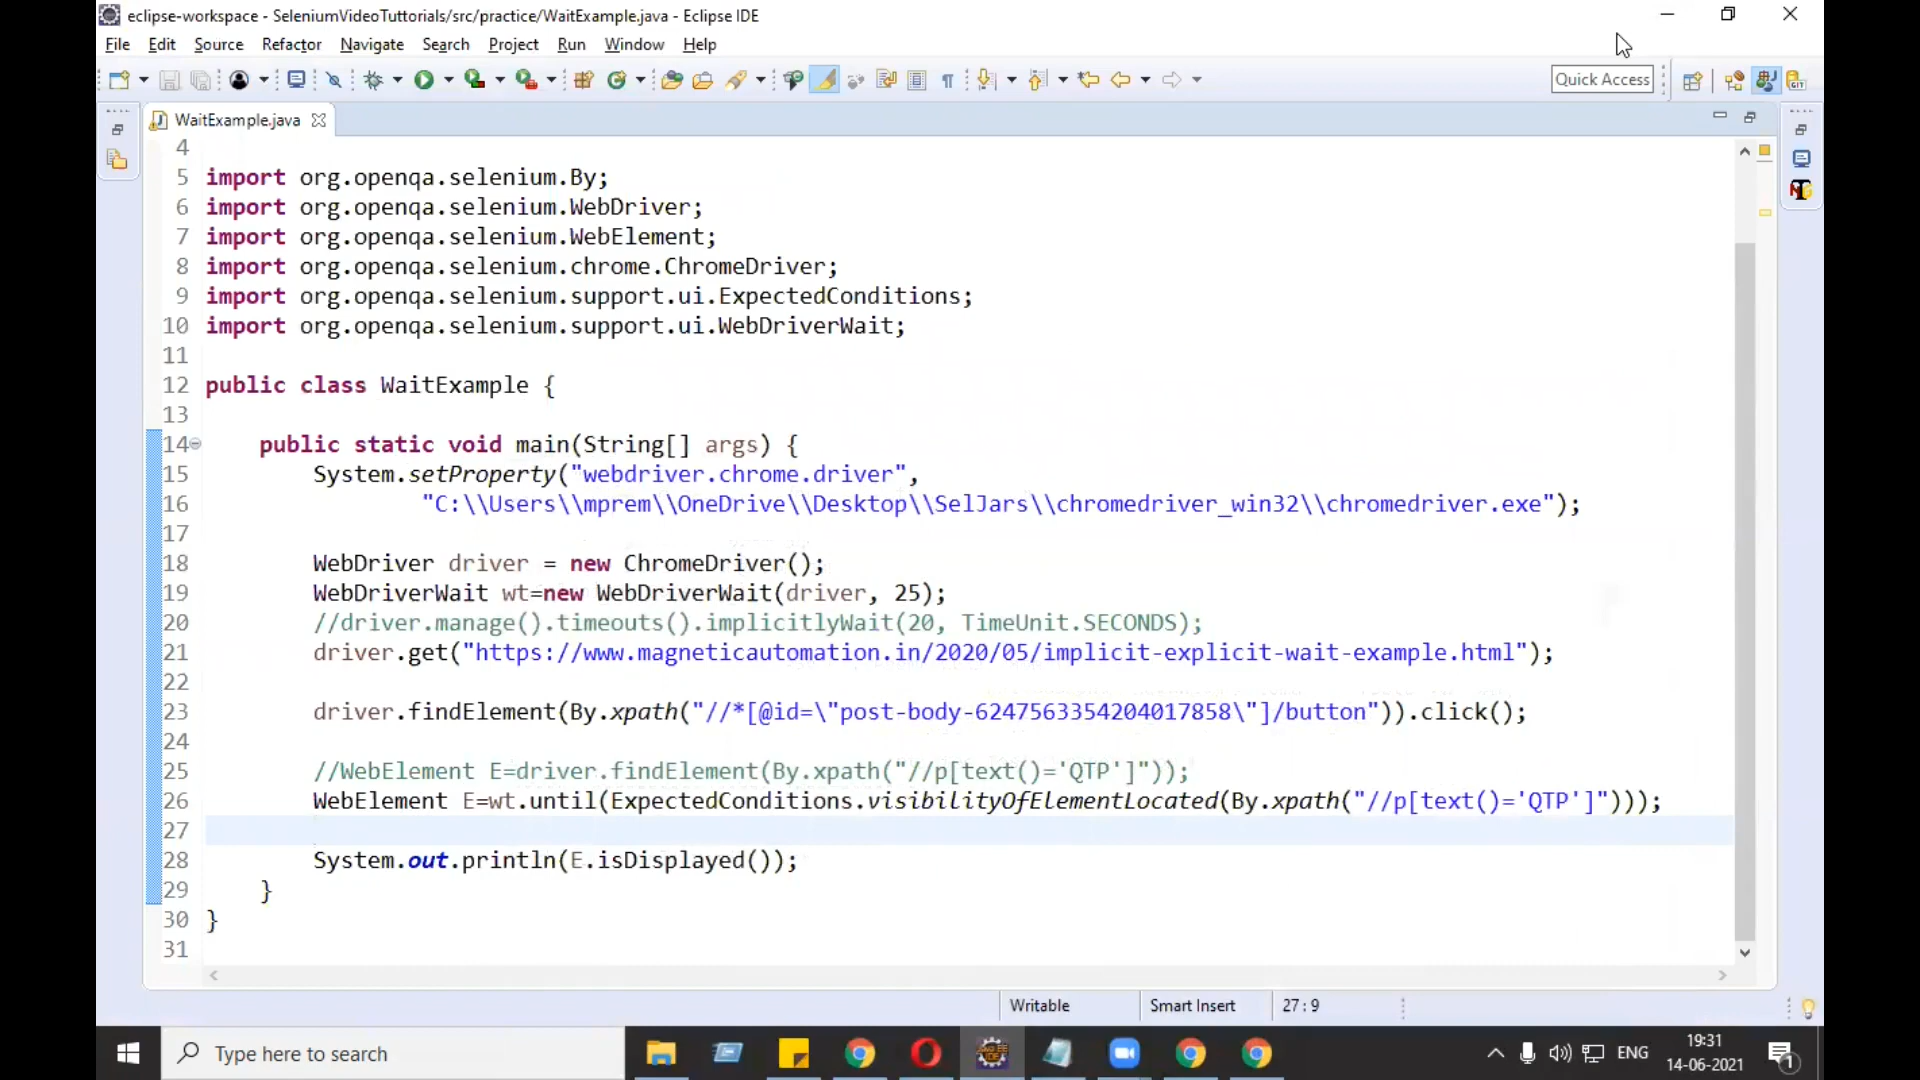 eclipse-workspace - SeleniumVideoTuttorials/src/practice/WaitExample.java - Eclipse IDE
File Edit Source Refactor Navigate Search Project Run Window Help
Quick Access
WaitExample.java
4
5 import org.openqa.selenium.By;
6 import org.openqa.selenium.WebDriver;
7 import org.openqa.selenium.WebElement;
8 import org.openqa.selenium.chrome.ChromeDriver;
9 import org.openqa.selenium.support.ui.ExpectedConditions;
10 import org.openqa.selenium.support.ui.WebDriverWait;
11
12 public class WaitExample {
13
14 public static void main(String[] args) {
15 System.setProperty("webdriver.chrome.driver",
16 "C:\\Users\\mprem\\OneDrive\\Desktop\\SelJars\\chromedriver_win32\\chromedriver.exe");
17
18 WebDriver driver = new ChromeDriver();
19 WebDriverWait wt=new WebDriverWait(driver, 25);
20 //driver.manage().timeouts().implicitlyWait(20, TimeUnit.SECONDS);
21 driver.get("https://www.magneticautomation.in/2020/05/implicit-explicit-wait-example.html");
22
23 driver.findElement(By.xpath("//*[@id=\"post-body-6247563354204017858\"]/button")).click();
24
25 //WebElement E=driver.findElement(By.xpath("//p[text()='QTP']"));
26 WebElement E=wt.until(ExpectedConditions.visibilityOfElementLocated(By.xpath("//p[text()='QTP']")));
27
28 System.out.println(E.isDisplayed());
29 }
30 }
31
Writable Smart Insert 27 : 9
Type here to search
ENG
19:31
14-06-2021
1